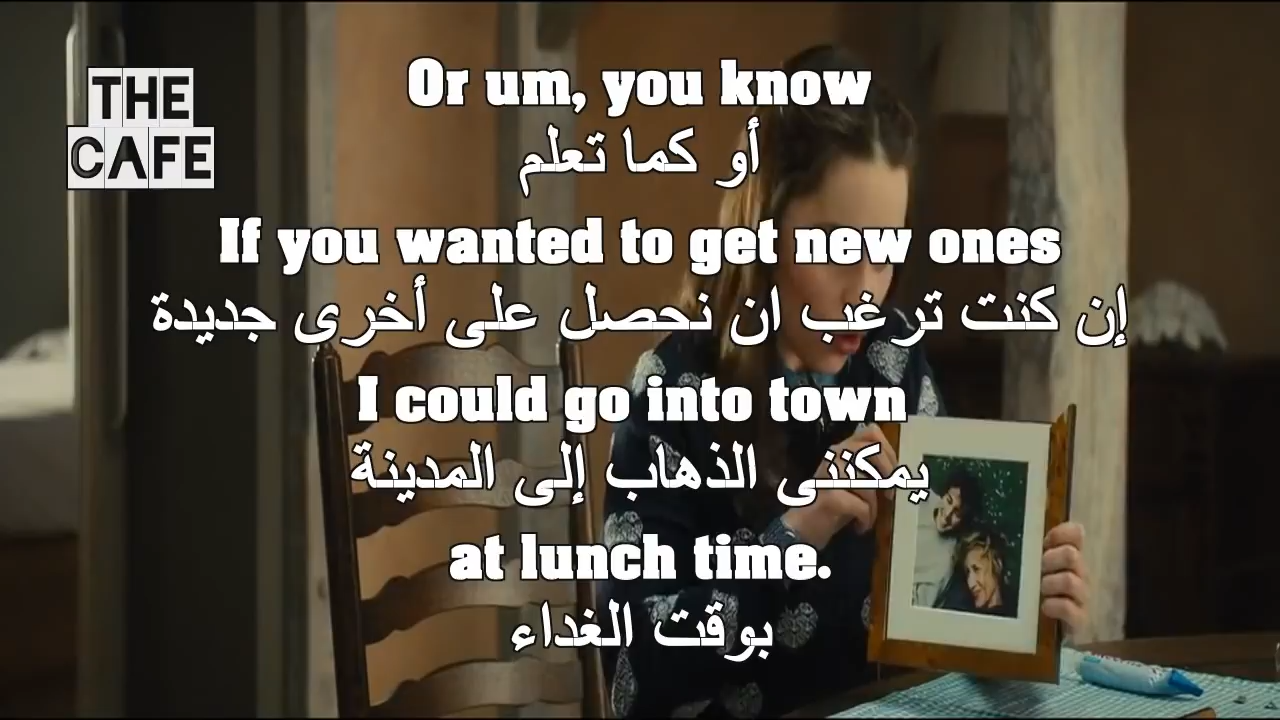 THE
CAFE
Or um, you know
أو كما تعلم
If you wanted to get new ones
إن كنت ترغب ان نحصل على أخرى جديدة
I could go into town
يمكننى الذهاب إلى المدينة
at lunch time.
بوقت الغداء